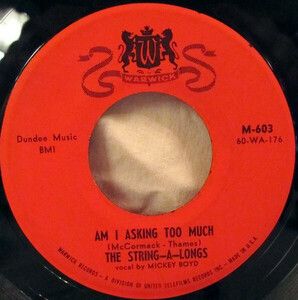 W
WARWICK
Dundee Music
BMI
M-603
60-WA-176
AM I ASKING TOO MUCH
(McCormack - Themes)
THE STRING-A-LONGS
vocal by MICKEY BOYD
WARWICK RECORDS • A DIVISION OF UNITED TELEFILMS RECORDS INC. • MADE IN U.S.A.